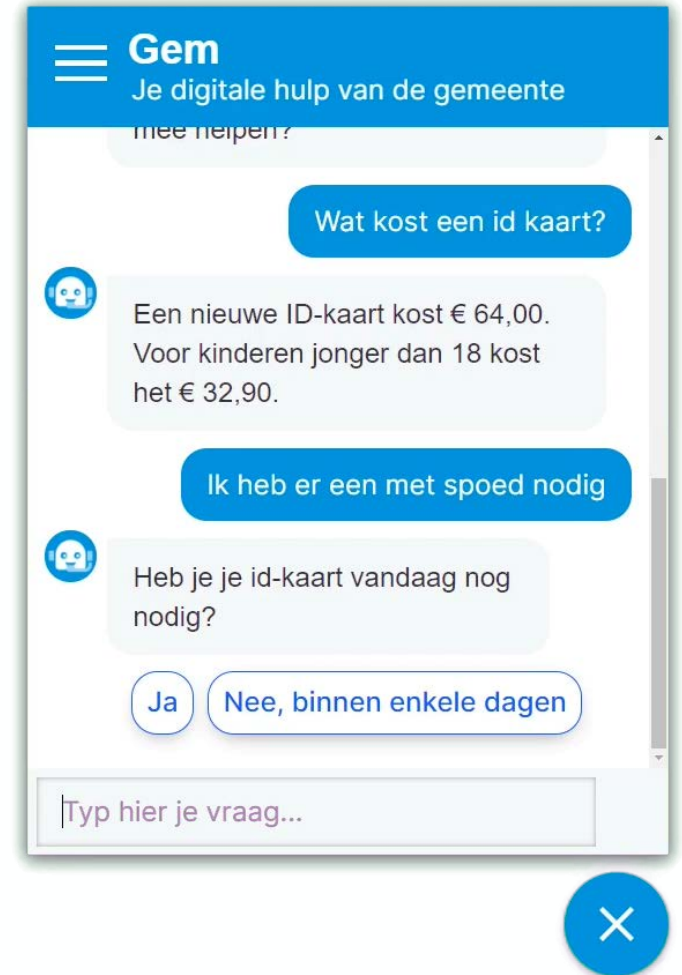 Gem
Je digitale hulp van de gemeente
mee helpen?
Wat kost een id kaart?
Een nieuwe ID-kaart kost € 64,00.
Voor kinderen jonger dan 18 kost
het € 32,90.
Ik heb er een met spoed nodig
Heb je je id-kaart vandaag nog
nodig?
Ja
Nee, binnen enkele dagen
Typ hier je vraag...